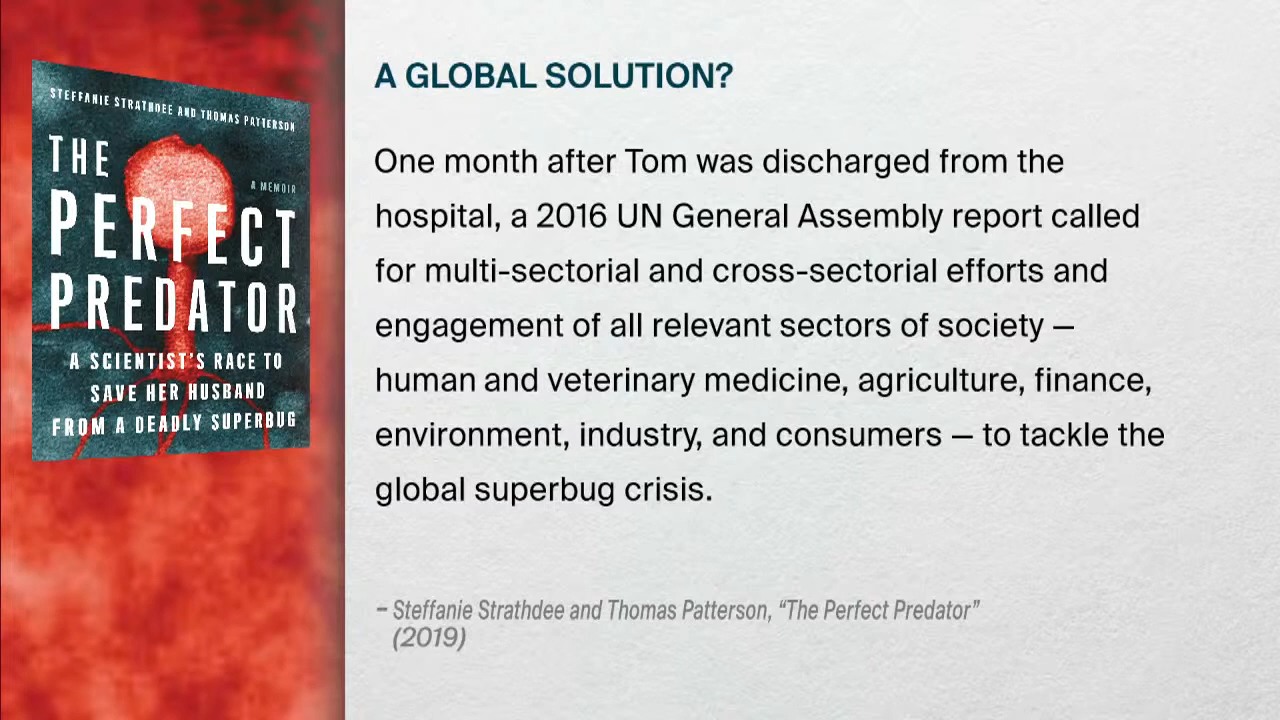 STEFFANIE STRATHDEE AND THOMAS PATTERSON
THE
A MEMOIR
PERFECT
PREDATOR
A SCIENTIST'S RACE TO
SAVE HER HUSBAND
FROM A DEADLY SUPERBUG
A GLOBAL SOLUTION?
One month after Tom was discharged from the
hospital, a 2016 UN General Assembly report called
for multi-sectorial and cross-sectorial efforts and
engagement of all relevant sectors of society —
human and veterinary medicine, agriculture, finance,
environment, industry, and consumers — to tackle the
global superbug crisis.
– Steffanie Strathdee and Thomas Patterson, “The Perfect Predator”
(2019)